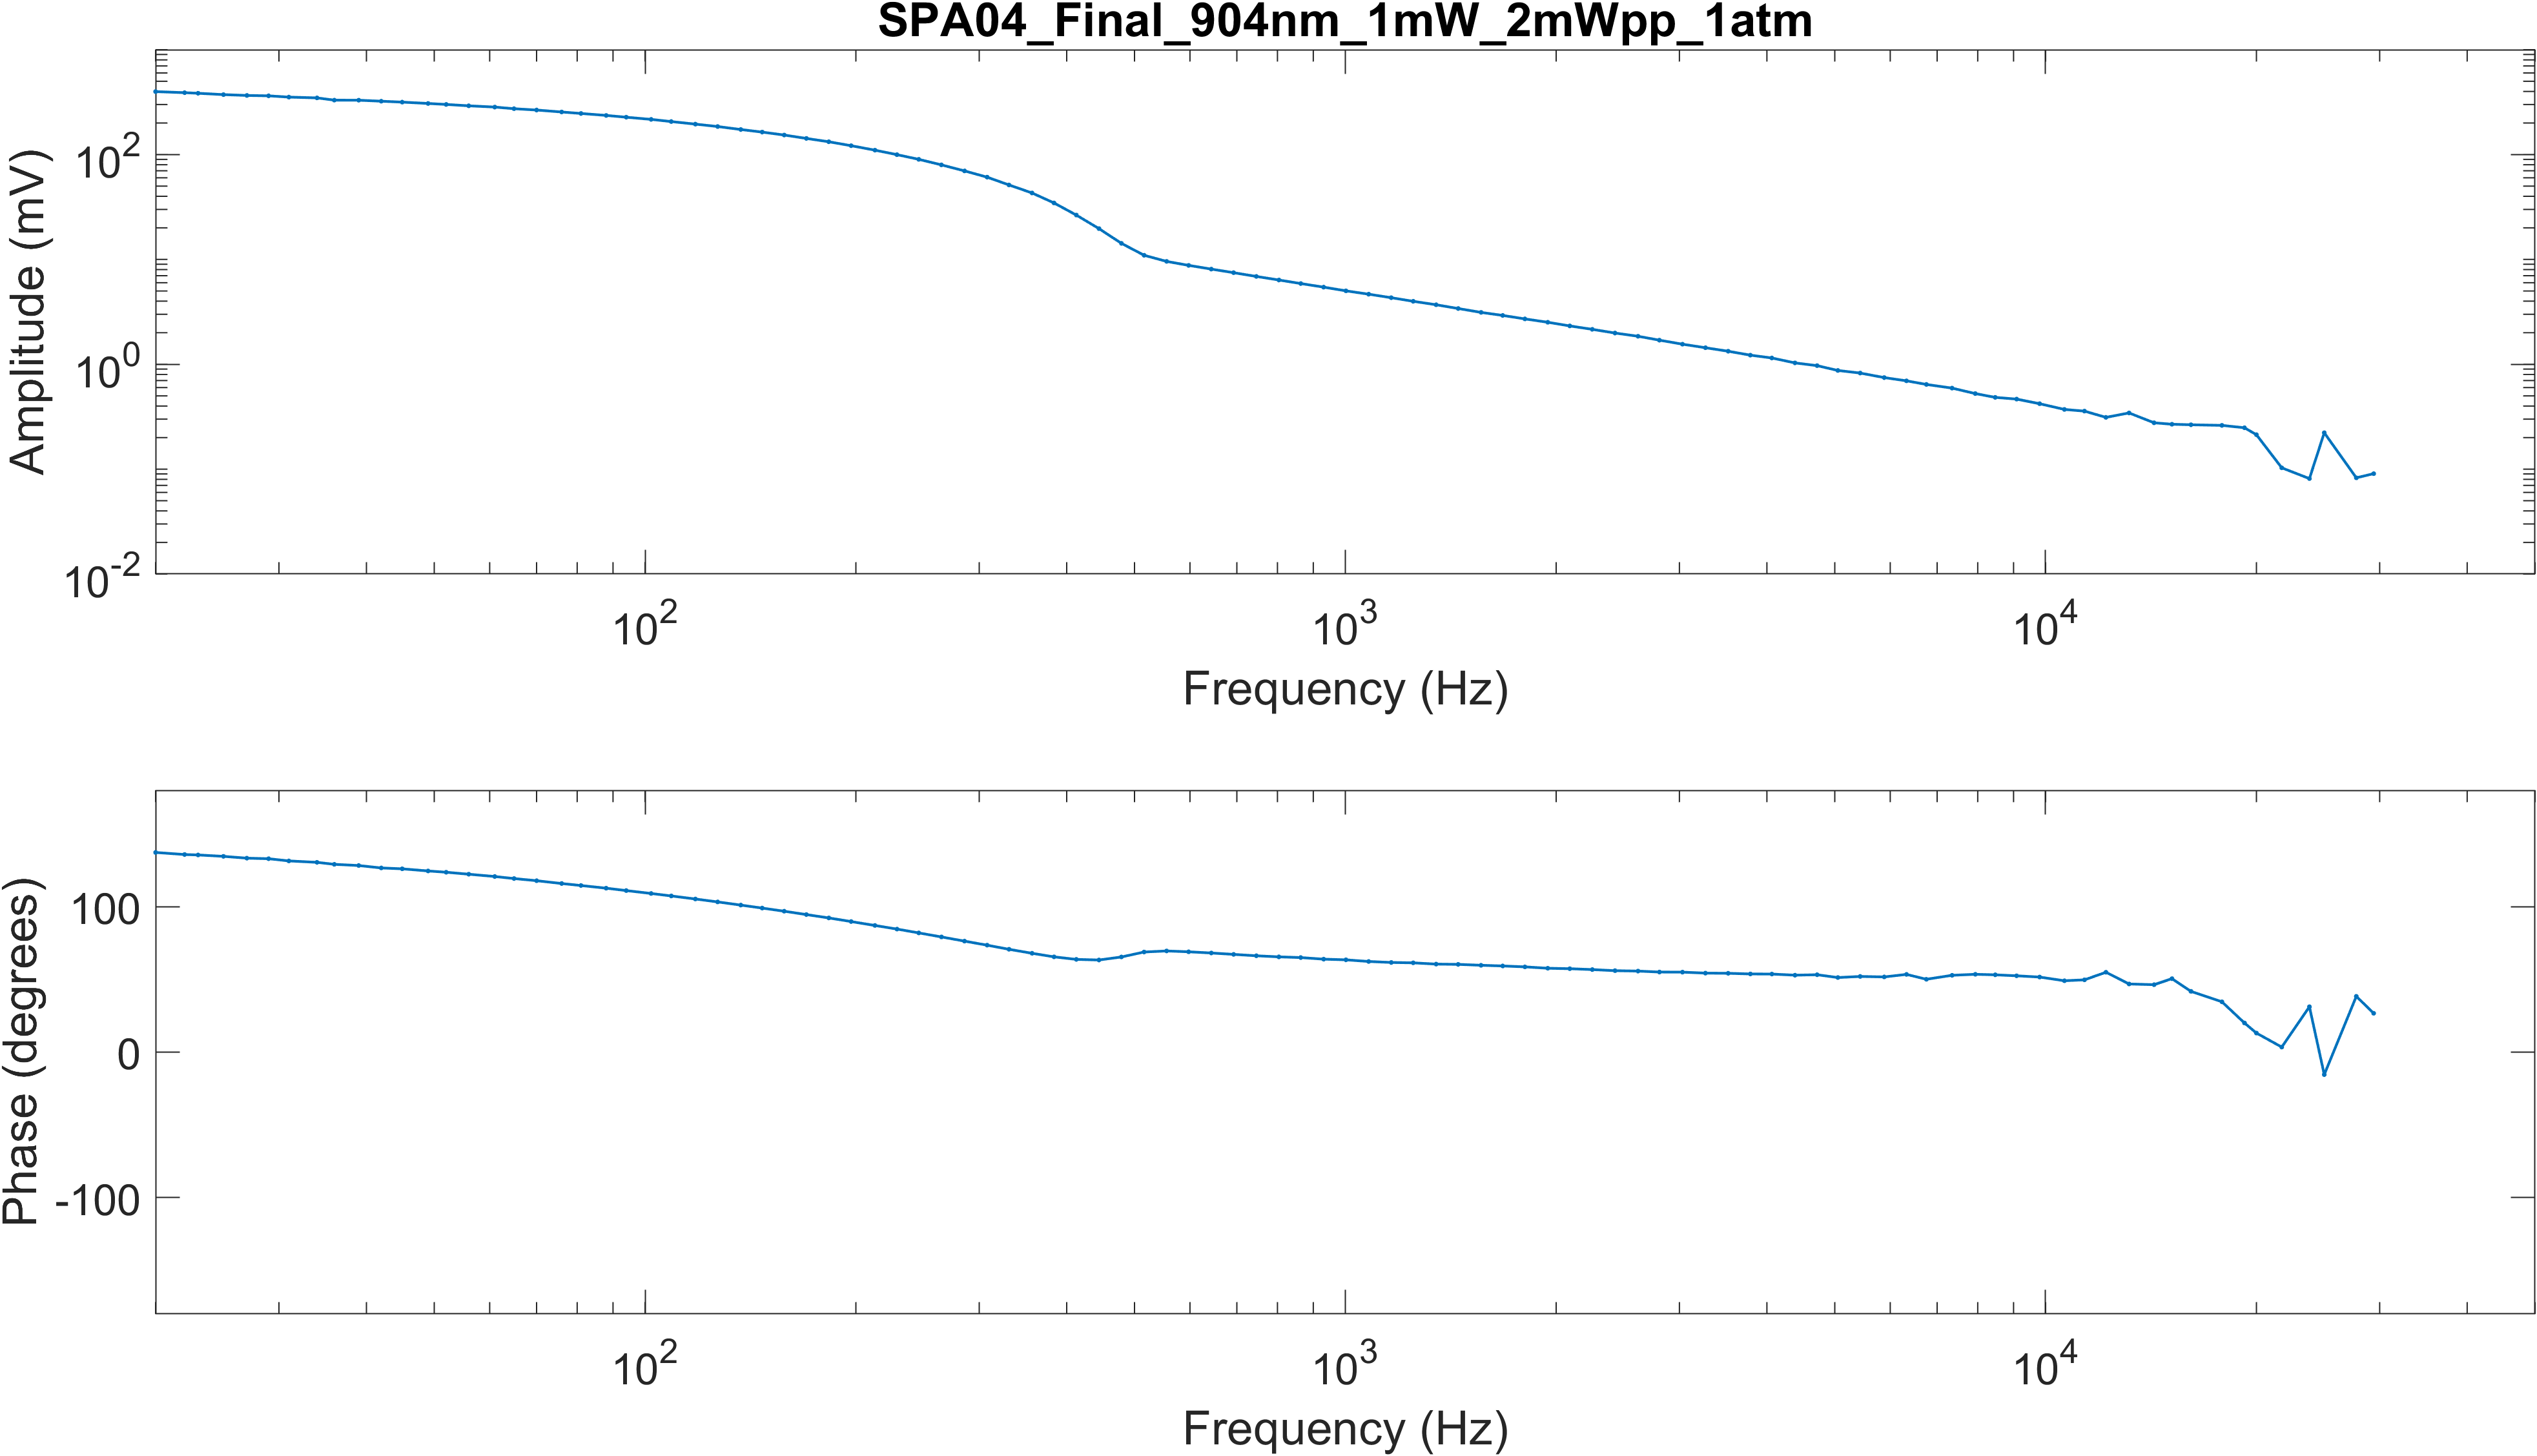 SPA04_Final_904nm_1mW_2mWpp_1atm
Amplitude (mV)
10^2
10^0
10^-2
10^2
10^3
10^4
Frequency (Hz)
Phase (degrees)
100
0
-100
10^2
10^3
10^4
Frequency (Hz)